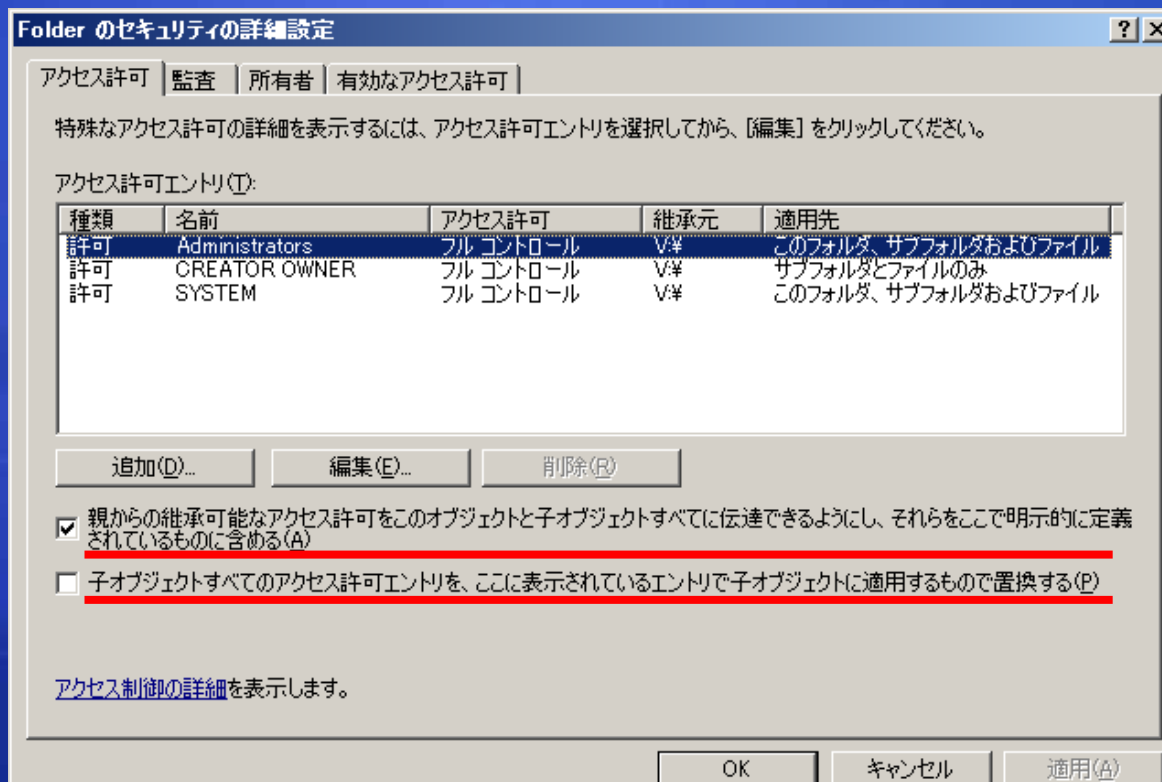 Folder のセキュリティの詳細設定
アクセス許可 監査 所有者 有効なアクセス許可
特殊なアクセス許可の詳細を表示するには、アクセス許可エントリを選択してから、[編集] をクリックしてください。
アクセス許可エントリ(T):
種類 名前 アクセス許可 継承元 適用先
許可 Administrators フル コントロール V:¥ このフォルダ、サブフォルダおよびファイル
許可 CREATOR OWNER フル コントロール V:¥ サブフォルダとファイルのみ
許可 SYSTEM フル コントロール V:¥ このフォルダ、サブフォルダおよびファイル
追加(D)... 編集(E)... 削除(R)
親からの継承可能なアクセス許可をこのオブジェクトと子オブジェクトすべてに伝達できるようにし、それらをここで明示的に定義
されているものに含める(A)
子オブジェクトすべてのアクセス許可エントリを、ここに表示されているエントリで子オブジェクトに適用するもので置換する(P)
アクセス制御の詳細を表示します。
OK キャンセル 適用(A)